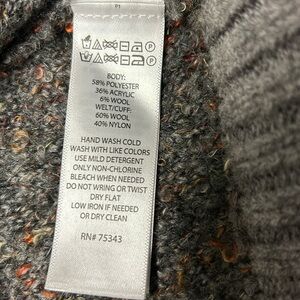 P1
BODY:
58% POLYESTER
36% ACRYLIC
6% WOOL
WELT/CUFF:
60% WOOL
40% NYLON
HAND WASH COLD
WASH WITH LIKE COLORS
USE MILD DETERGENT
ONLY NON-CHLORINE
BLEACH WHEN NEEDED
DO NOT WRING OR TWIST
DRY FLAT
LOW IRON IF NEEDED
OR DRY CLEAN
RN# 75343